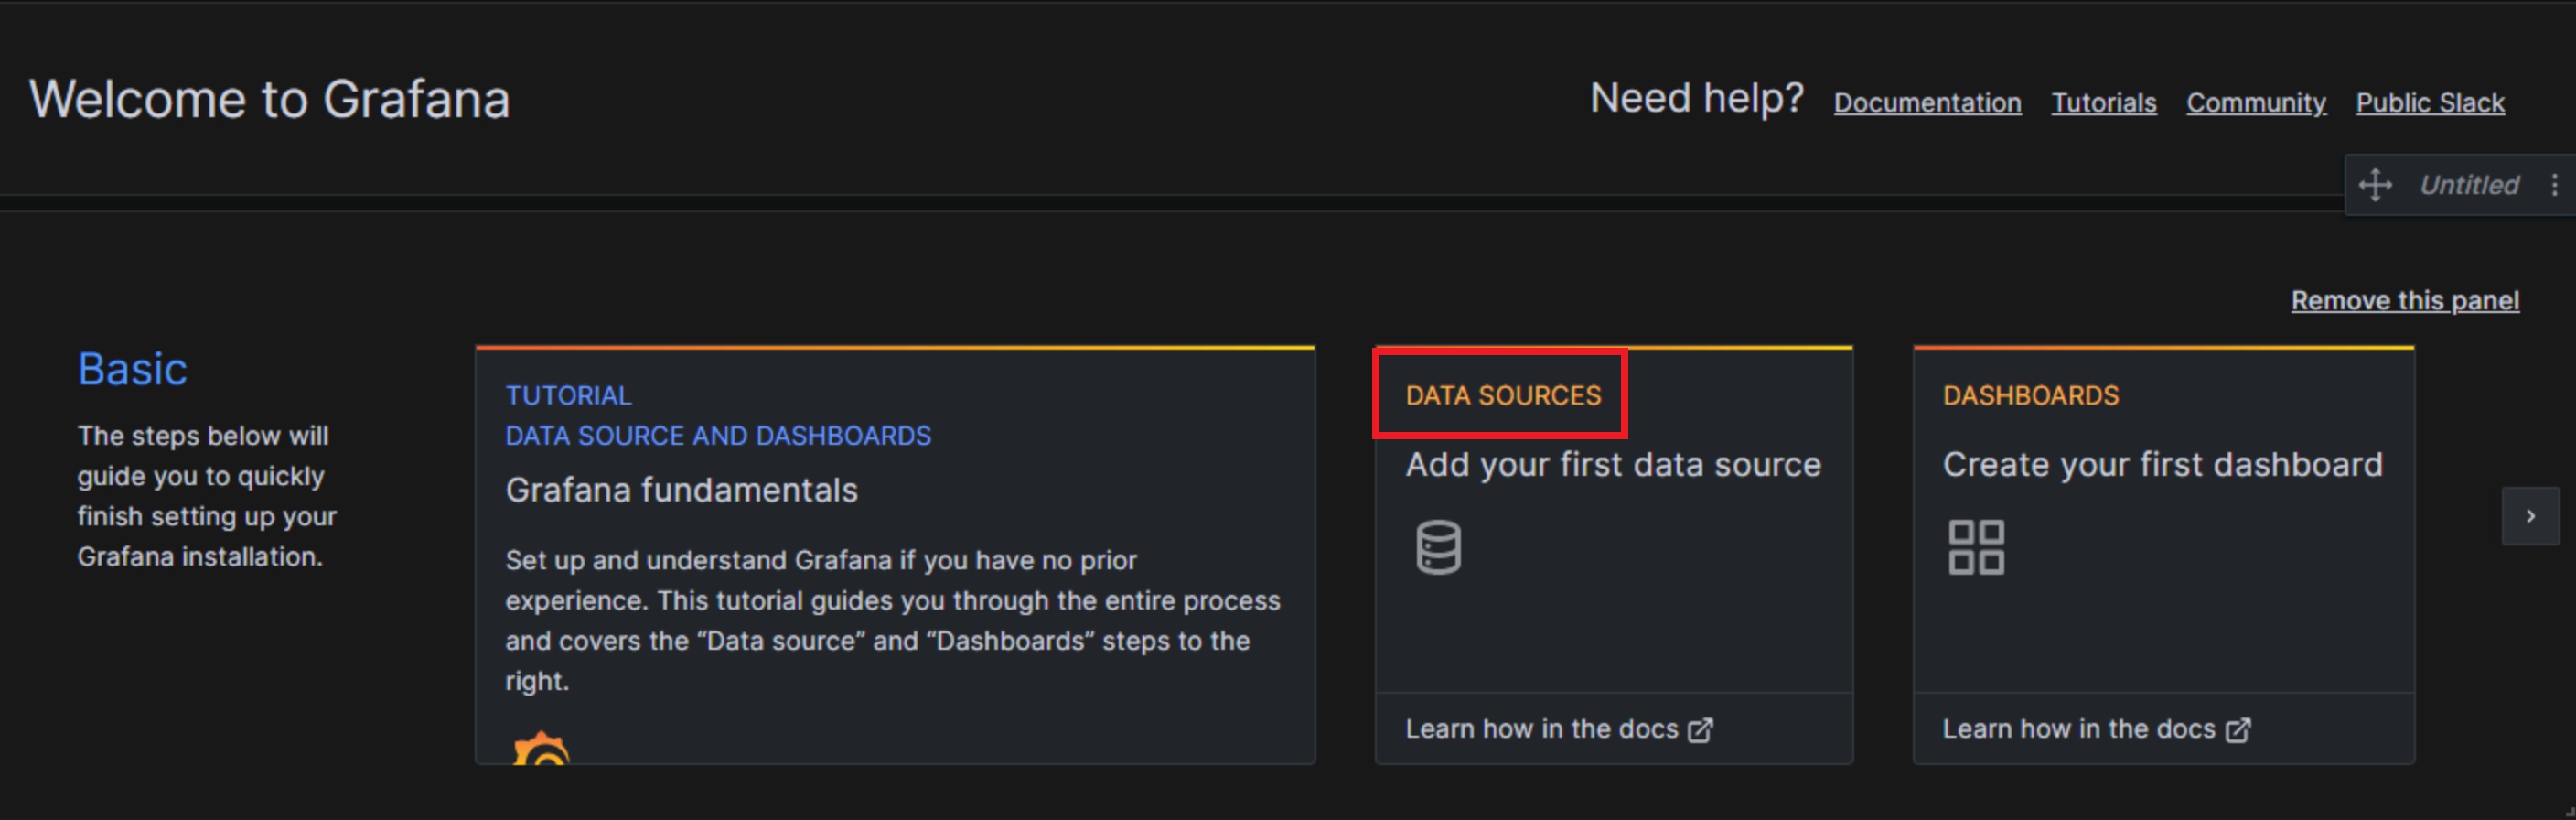 Welcome to Grafana
Need help? Documentation Tutorials Community Public Slack
Untitled
Remove this panel
Basic
The steps below will
guide you to quickly
finish setting up your
Grafana installation.
TUTORIAL
DATA SOURCE AND DASHBOARDS
Grafana fundamentals
Set up and understand Grafana if you have no prior
experience. This tutorial guides you through the entire process
and covers the “Data source” and “Dashboards” steps to the
right.
DATA SOURCES
Add your first data source
Learn how in the docs
DASHBOARDS
Create your first dashboard
Learn how in the docs